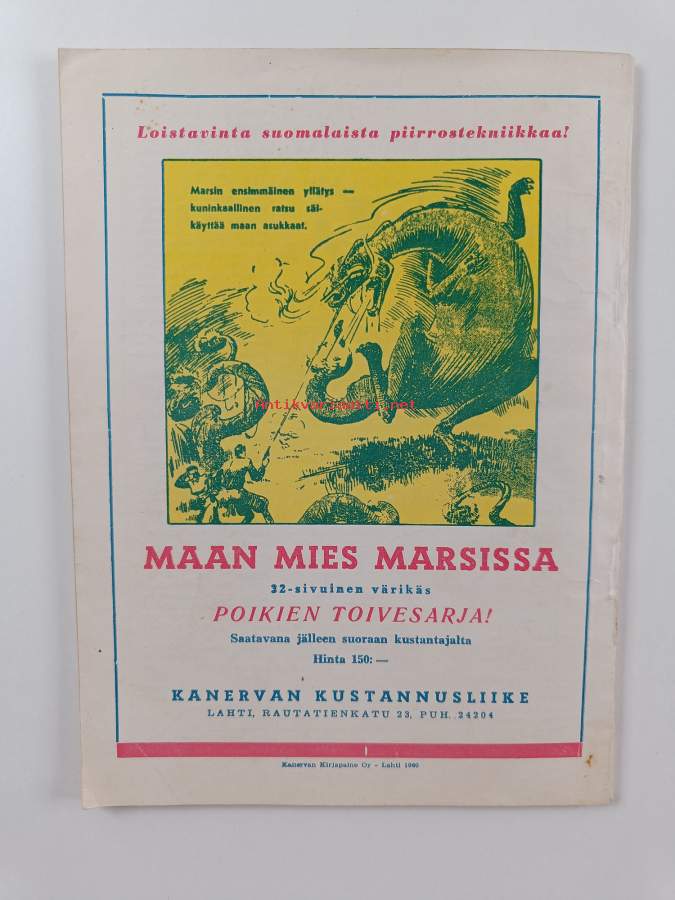 Loistavinta suomalaista piirrostekniikkaa!
Marsin ensimmäinen yllätys —
kuninkaallinen ratsu säi-
käyttää maan asukkaat.
antikvariaatti.net
MAAN MIES MARSISSA
32-sivuinen värikäs
POIKIEN TOIVESARJA!
Saatavana jälleen suoraan kustantajalta
Hinta 150: —
KANERVAN KUSTANNUSLIIKE
LAHTI, RAUTATIENKATU 23, PUH. 24204
Kanervan Kirjapaino Oy - Lahti 1960